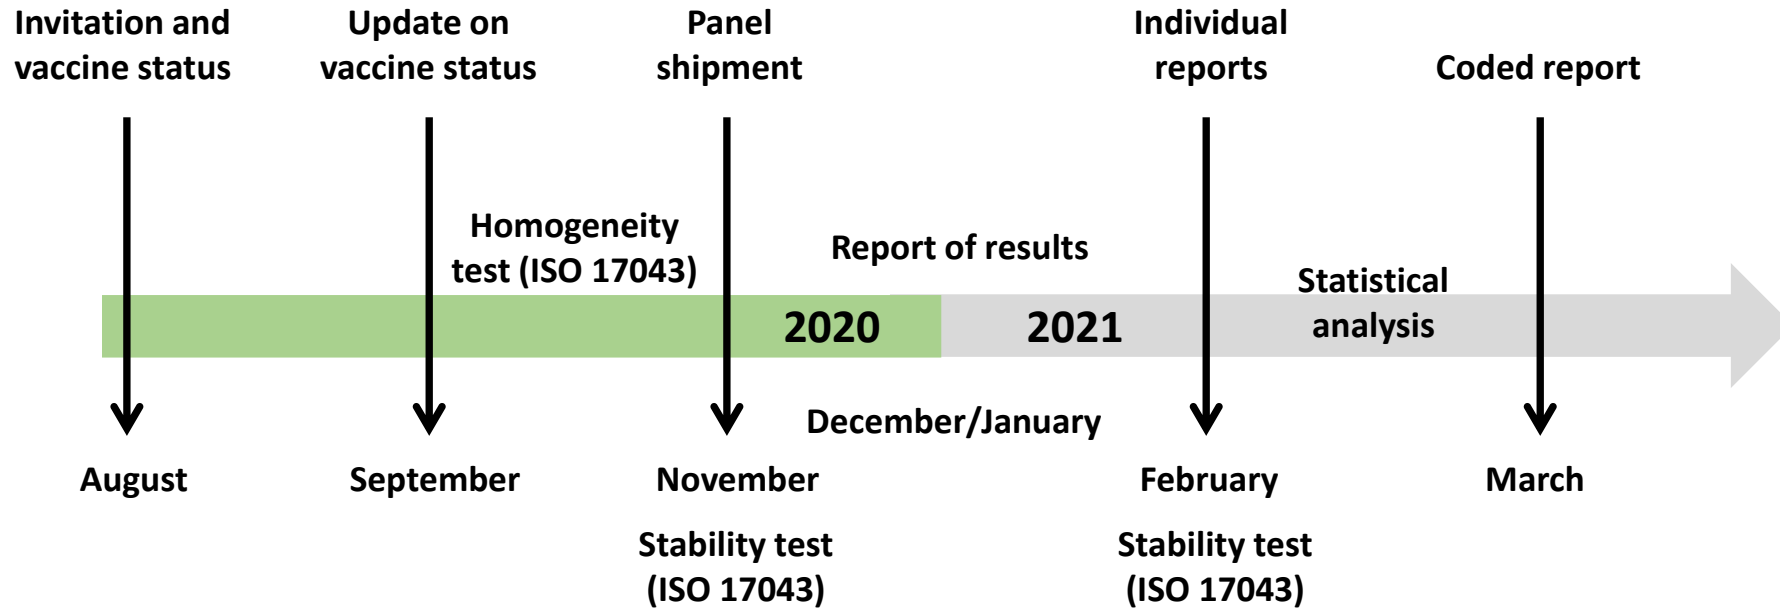 Invitation and
vaccine status
Update on
vaccine status
Panel
shipment
Individual
reports
Coded report
Homogeneity
test (ISO 17043)
Report of results
Statistical
analysis
2020
2021
December/January
August
September
November
February
March
Stability test
(ISO 17043)
Stability test
(ISO 17043)